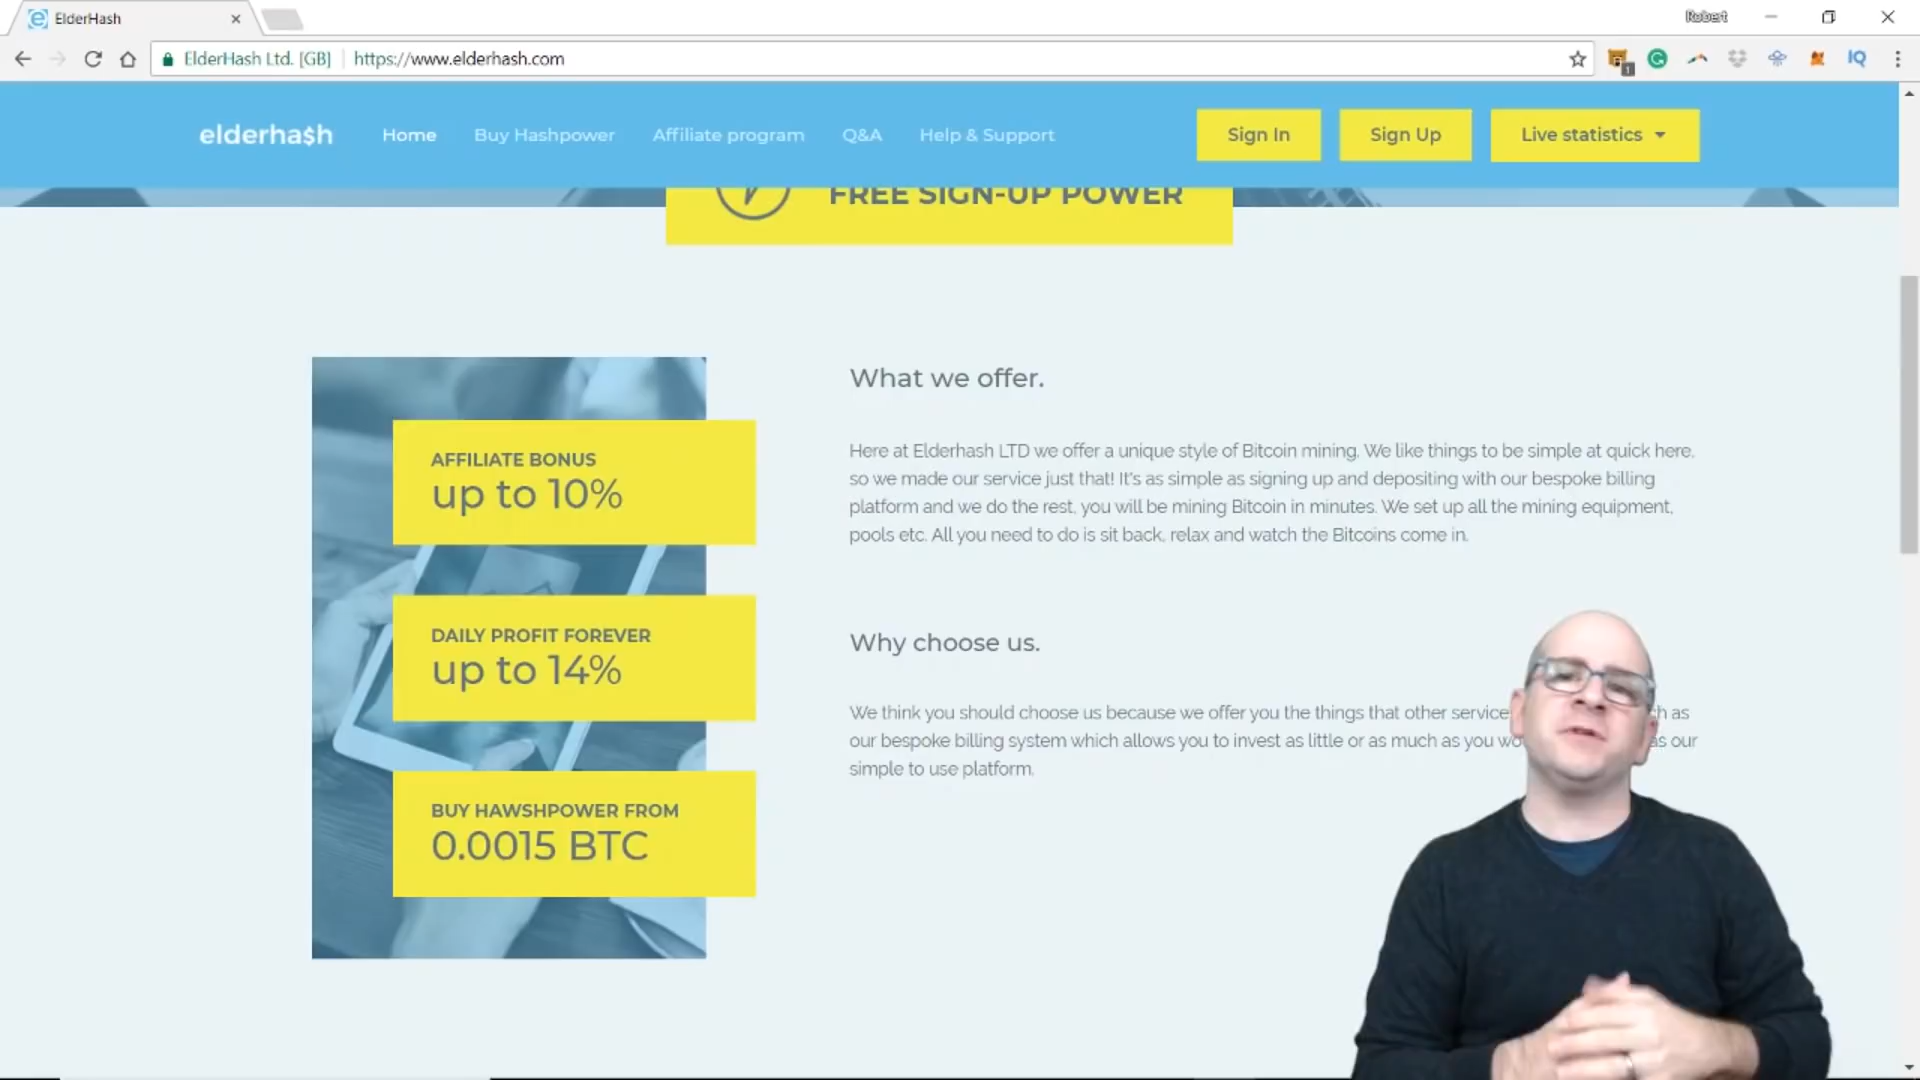 ElderHash
Robert
ElderHash Ltd. [GB] https://www.elderhash.com
1
IQ
elderha$h Home Buy Hashpower Affiliate program Q&A Help & Support Sign In Sign Up Live statistics
FREE SIGN-UP POWER
AFFILIATE BONUS
up to 10%
DAILY PROFIT FOREVER
up to 14%
BUY HAWSHPOWER FROM
0.0015 BTC
What we offer.
Here at Elderhash LTD we offer a unique style of Bitcoin mining. We like things to be simple at quick here,
so we made our service just that! It's as simple as signing up and depositing with our bespoke billing
platform and we do the rest, you will be mining Bitcoin in minutes. We set up all the mining equipment,
pools etc. All you need to do is sit back, relax and watch the Bitcoins come in.
Why choose us.
We think you should choose us because we offer you the things that other service as
our bespoke billing system which allows you to invest as little or as much as you as our
simple to use platform.